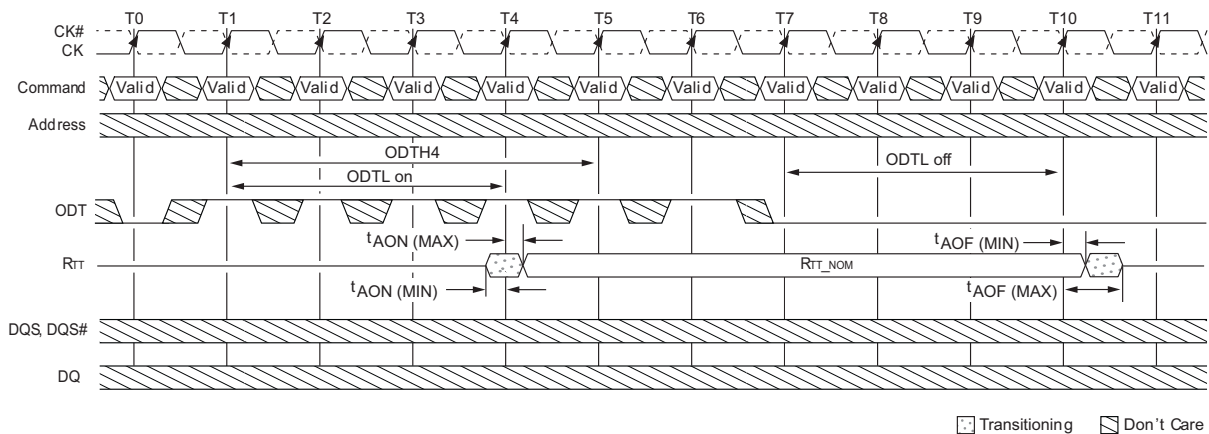 T0 T1 T2 T3 T4 T5 T6 T7 T8 T9 T10 T11
CK#
CK
Command Valid Valid Valid Valid Valid Valid Valid Valid Valid Valid Valid Valid
Address
ODTH4
ODTL off
ODTL on
ODT
tAON (MAX)
tAOF (MIN)
RTT
RTT_NOM
tAON (MIN)
tAOF (MAX)
DQS, DQS#
DQ
Transitioning Don't Care